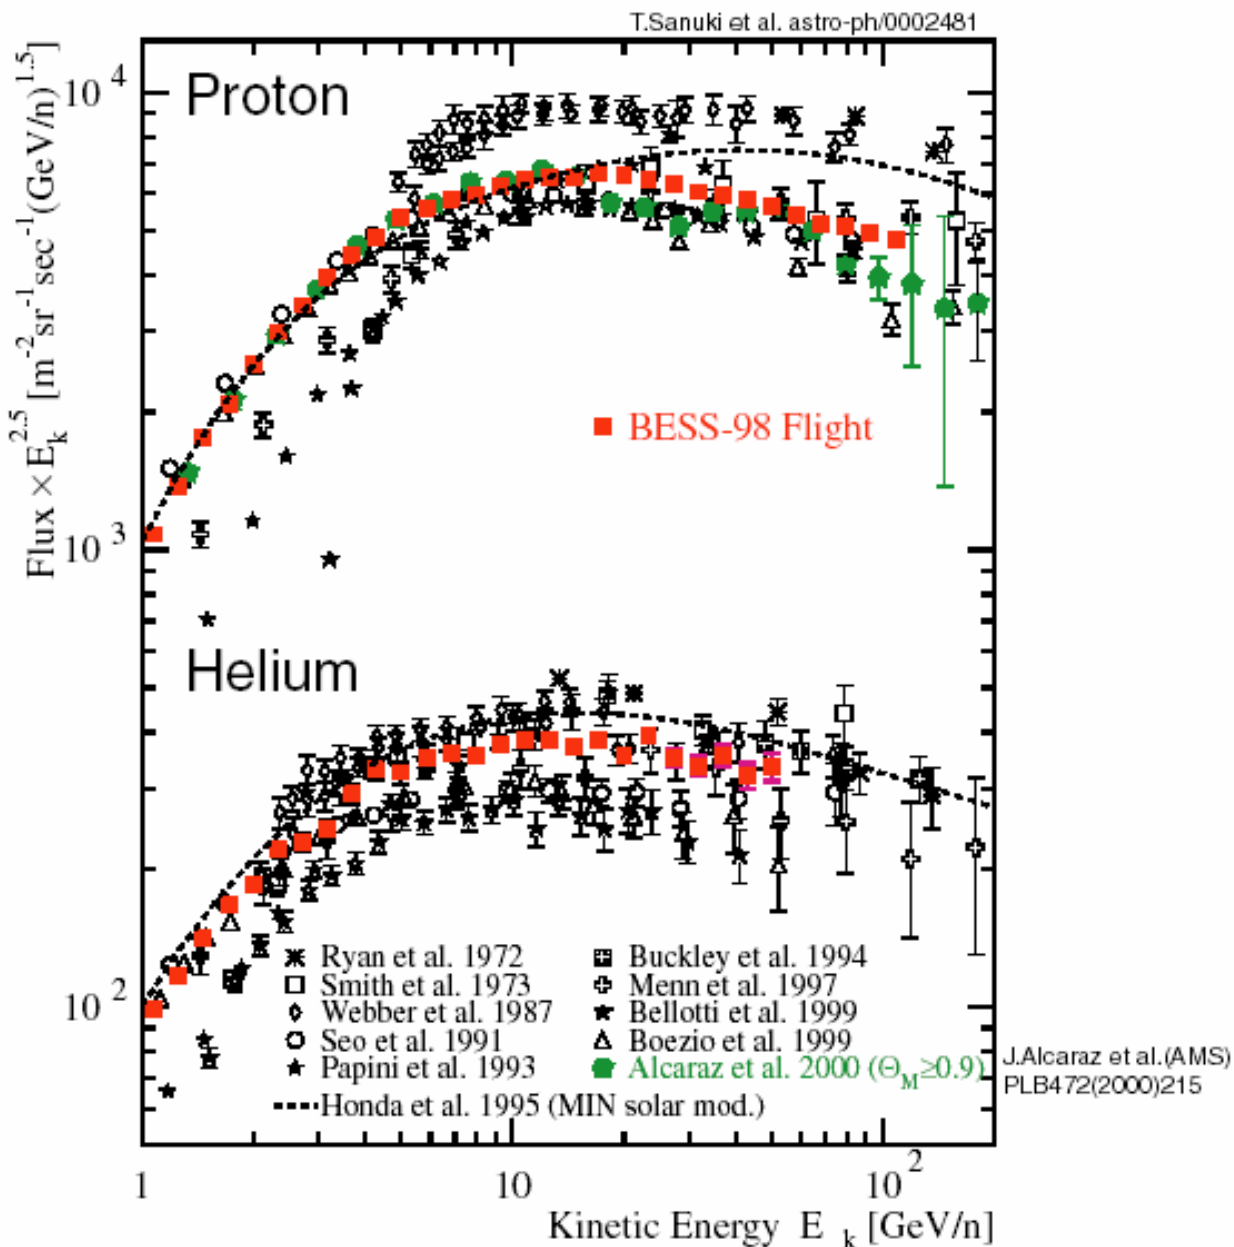 T.Sanuki et al. astro-ph/0002481
Flux × E_k^2.5 [m^-2 sr^-1 sec^-1 (GeV/n)^1.5]
10^4
Proton
BESS-98 Flight
10^3
Helium
Ryan et al. 1972
Buckley et al. 1994
Smith et al. 1973
Menn et al. 1997
Webber et al. 1987
Bellotti et al. 1999
10^2
Seo et al. 1991
Boezio et al. 1999
Papini et al. 1993
Alcaraz et al. 2000 (Θ_M≥0.9)
J.Alcaraz et al.(AMS)
PLB472(2000)215
Honda et al. 1995 (MIN solar mod.)
1
10
10^2
Kinetic Energy E_k [GeV/n]